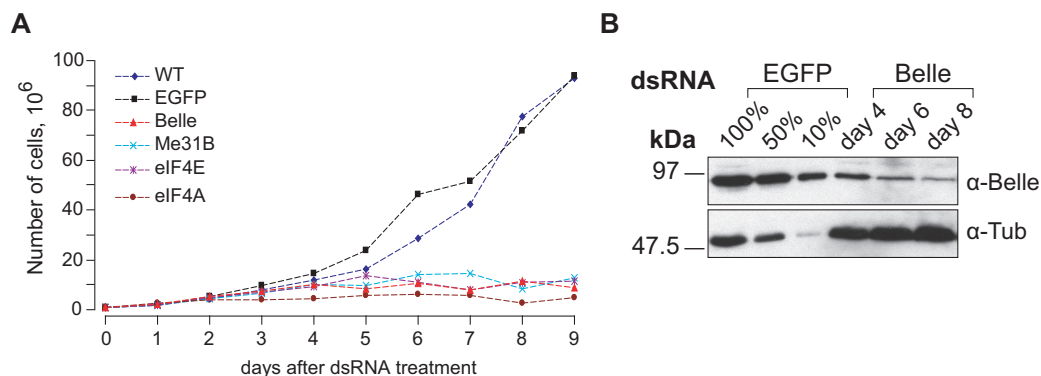 A
Number of cells, 10⁶
100
80
60
40
20
0
WT
EGFP
Belle
Me31B
eIF4E
eIF4A
0 1 2 3 4 5 6 7 8 9
days after dsRNA treatment
B
dsRNA EGFP Belle
kDa 100% 50% 10% day 4 day 6 day 8
97 α-Belle
47.5 α-Tub